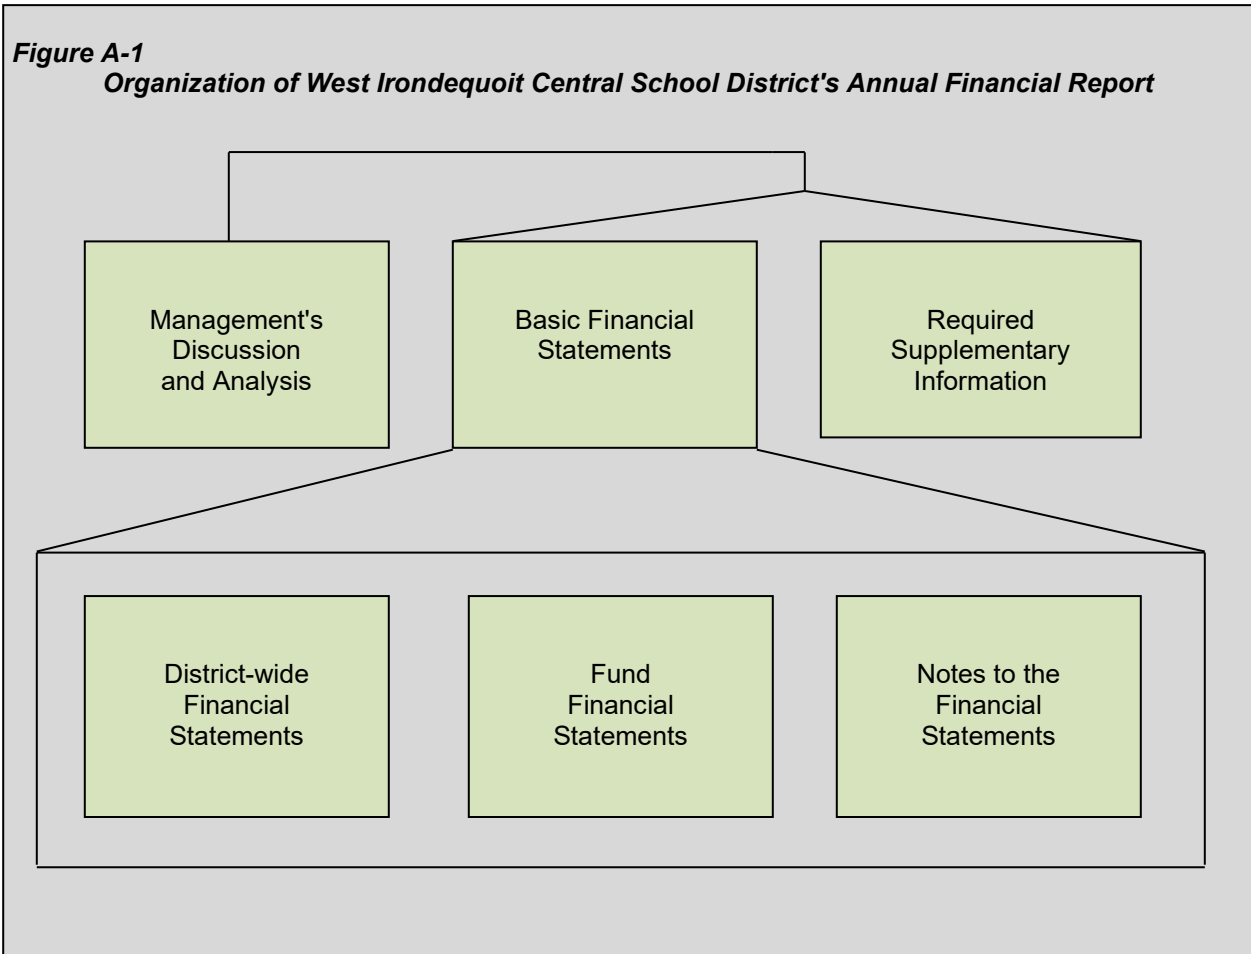 Figure A-1
Organization of West Irondequoit Central School District's Annual Financial Report
Management's
Discussion
and Analysis
Basic Financial
Statements
Required
Supplementary
Information
District-wide
Financial
Statements
Fund
Financial
Statements
Notes to the
Financial
Statements